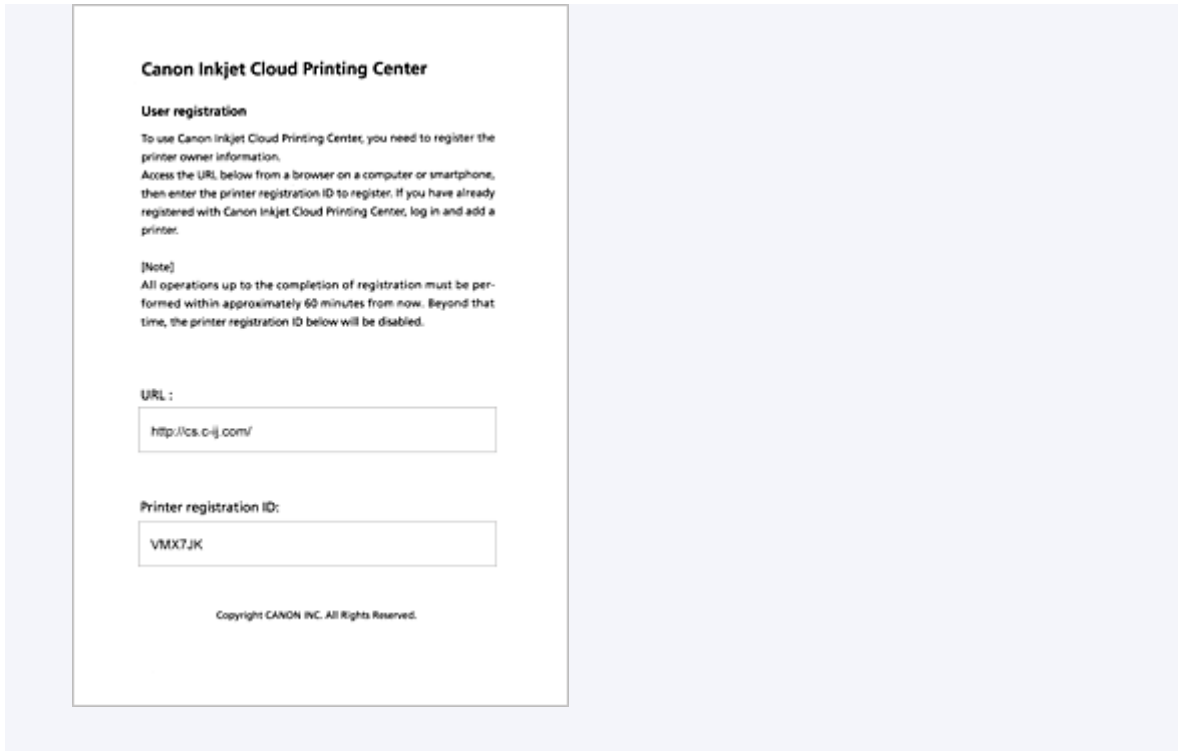 Canon Inkjet Cloud Printing Center
User registration
To use Canon Inkjet Cloud Printing Center, you need to register the
printer owner information.
Access the URL below from a browser on a computer or smartphone,
then enter the printer registration ID to register. If you have already
registered with Canon Inkjet Cloud Printing Center, log in and add a
printer.
[Note]
All operations up to the completion of registration must be per-
formed within approximately 60 minutes from now. Beyond that
time, the printer registration ID below will be disabled.
URL :
http://cs.c-ij.com/
Printer registration ID:
VMX7JK
Copyright CANON INC. All Rights Reserved.